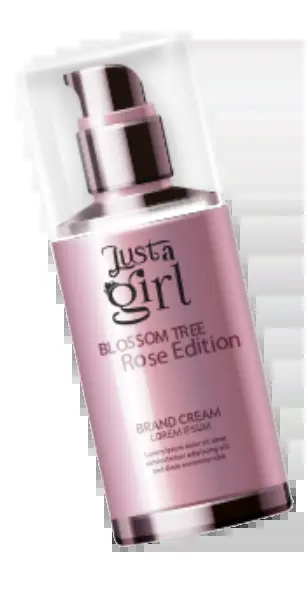 Just a
girl
BLOSSOM TREE
Rose Edition
BRAND CREAM
LOREM IPSUM